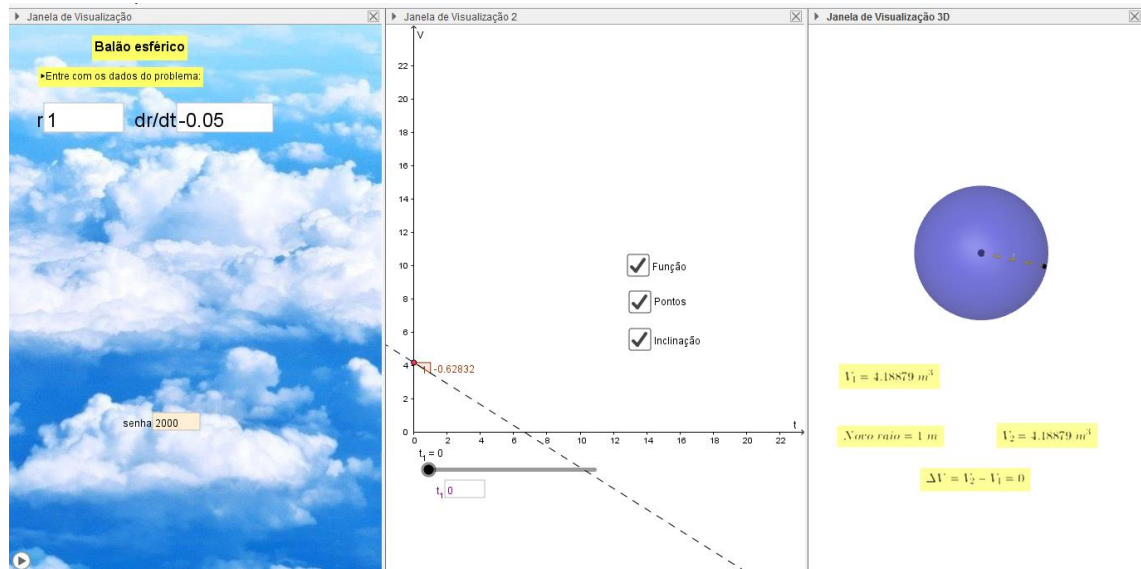 Janela de Visualização
Balão esférico
▸Entre com os dados do problema:
r 1 dr/dt -0.05
senha 2000
Janela de Visualização 2
V
22
20
18
16
14
12
10
8
6
4
2
0
0 2 4 6 8 10 12 14 16 18 20 22
t
1
-0.62832
Função
Pontos
Inclinação
t₁ = 0
t₁ 0
Janela de Visualização 3D
V₁ = 4.18879 m³
Novo raio = 1 m
V₂ = 4.18879 m³
ΔV = V₂ − V₁ = 0